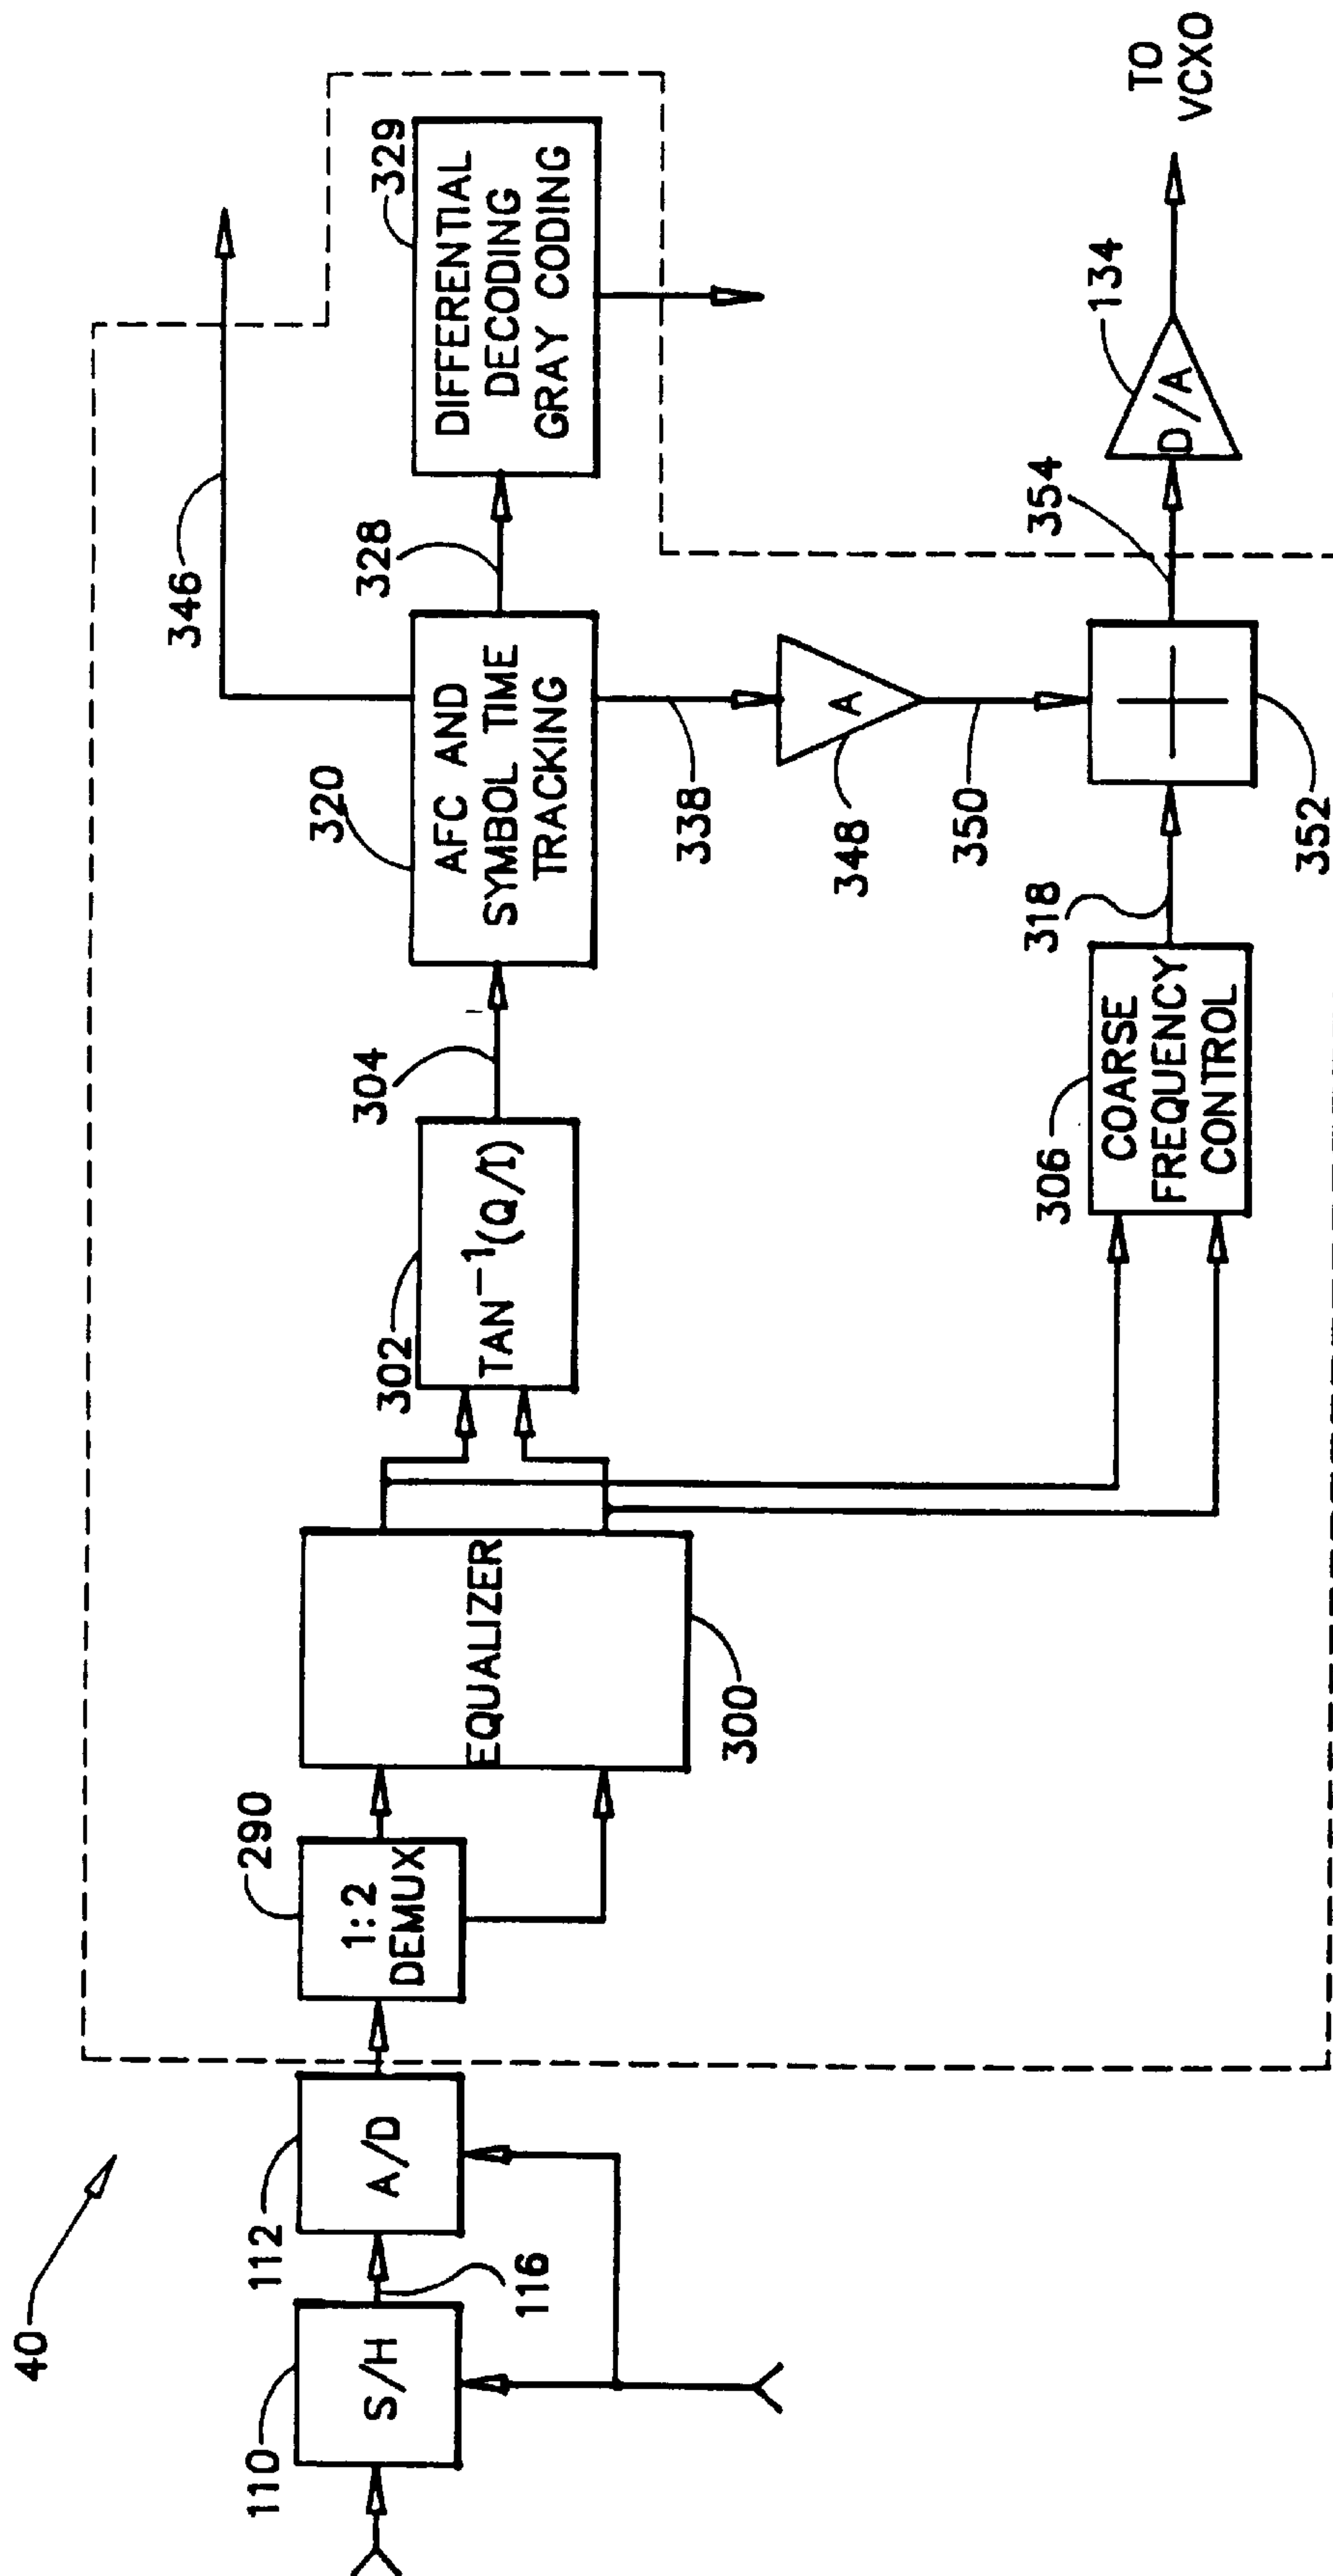 40
110
S/H
116
112
A/D
290
1:2
DEMUX
EQUALIZER
300
302
TAN⁻¹(Q/I)
304
320
AFC AND
SYMBOL TIME
TRACKING
346
328
329
DIFFERENTIAL
DECODING
GRAY CODING
338
A
348
350
306
COARSE
FREQUENCY
CONTROL
318
352
354
D/A
134
TO
VCXO